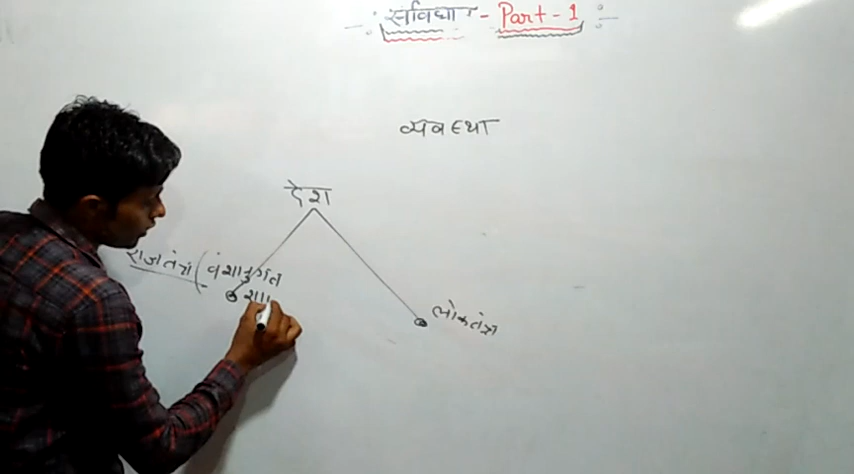 संविधान - Part - 1
व्यवस्था
देश
राजतंत्र (वंशानुगत
शा
लोकतंत्र